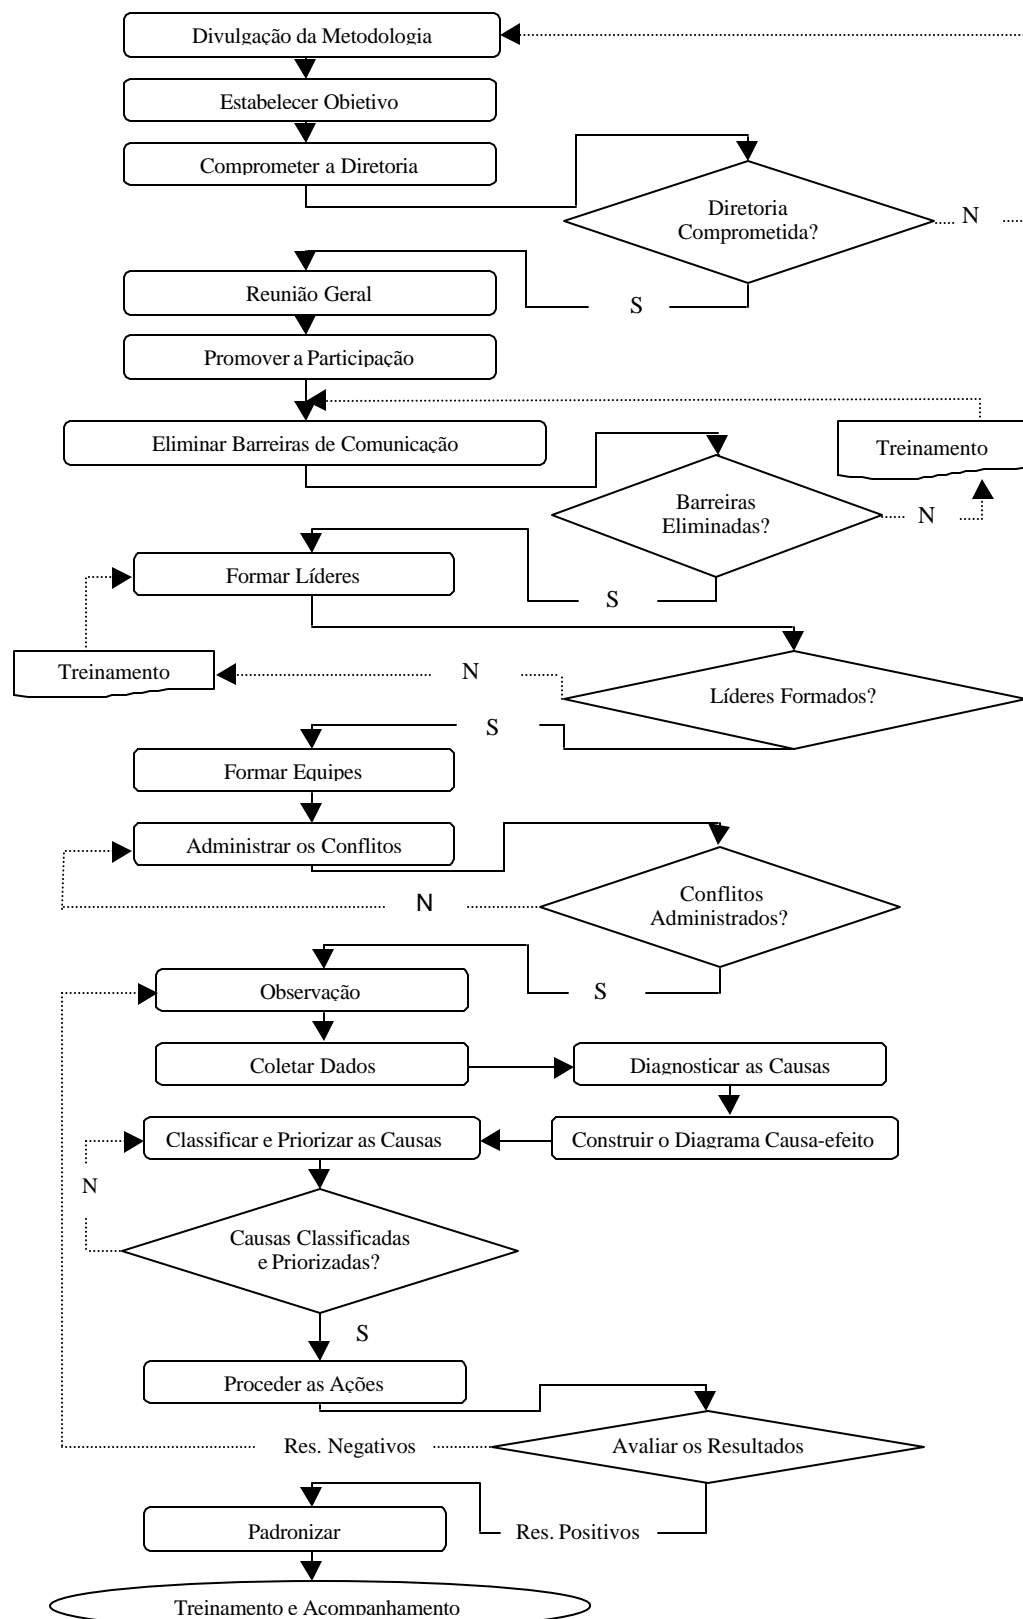 Divulgação da Metodologia
Estabelecer Objetivo
Comprometer a Diretoria
Diretoria
Comprometida?
N
Reunião Geral
S
Promover a Participação
Eliminar Barreiras de Comunicação
Treinamento
Barreiras
Eliminadas?
N
Formar Líderes
S
Treinamento
N
Líderes Formados?
S
Formar Equipes
Administrar os Conflitos
Conflitos
Administrados?
N
Observação
S
Coletar Dados
Diagnosticar as Causas
Classificar e Priorizar as Causas
Construir o Diagrama Causa-efeito
N
Causas Classificadas
e Priorizadas?
S
Proceder as Ações
Res. Negativos
Avaliar os Resultados
Padronizar
Res. Positivos
Treinamento e Acompanhamento